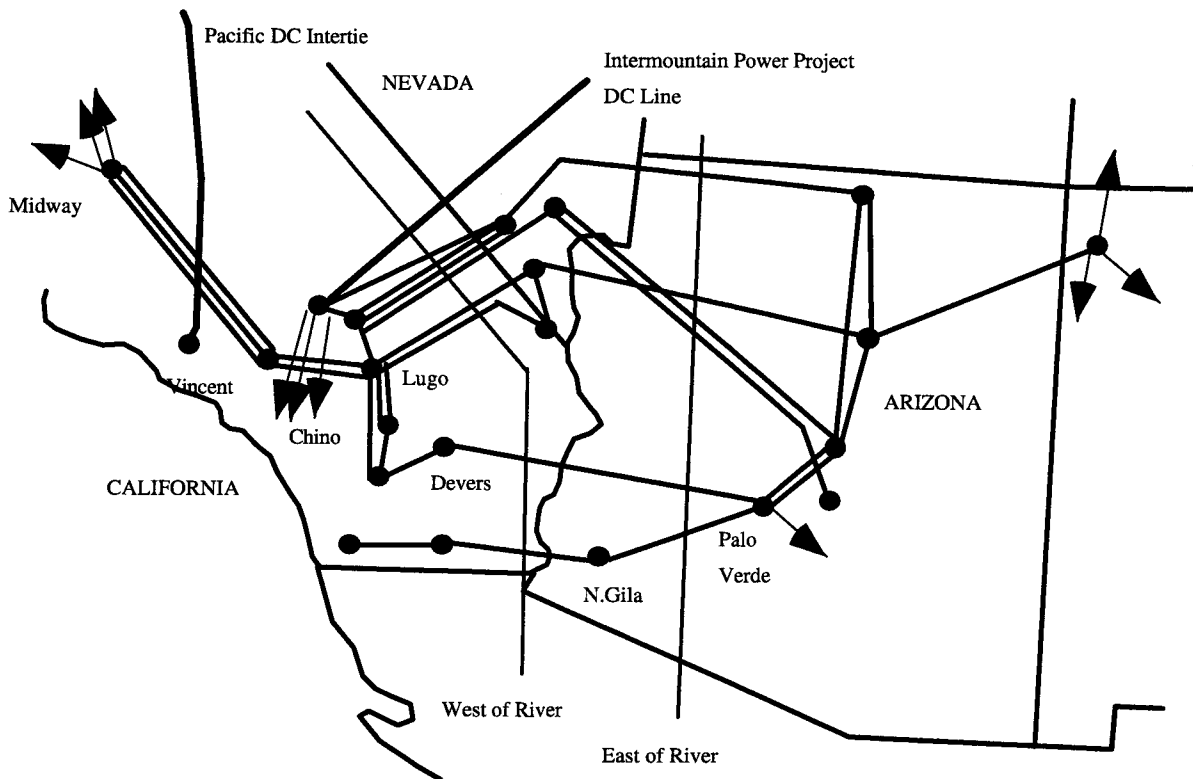 Pacific DC Intertie
Intermountain Power Project
DC Line
NEVADA
Midway
Vincent
Lugo
Chino
ARIZONA
CALIFORNIA
Devers
Palo
Verde
N.Gila
West of River
East of River